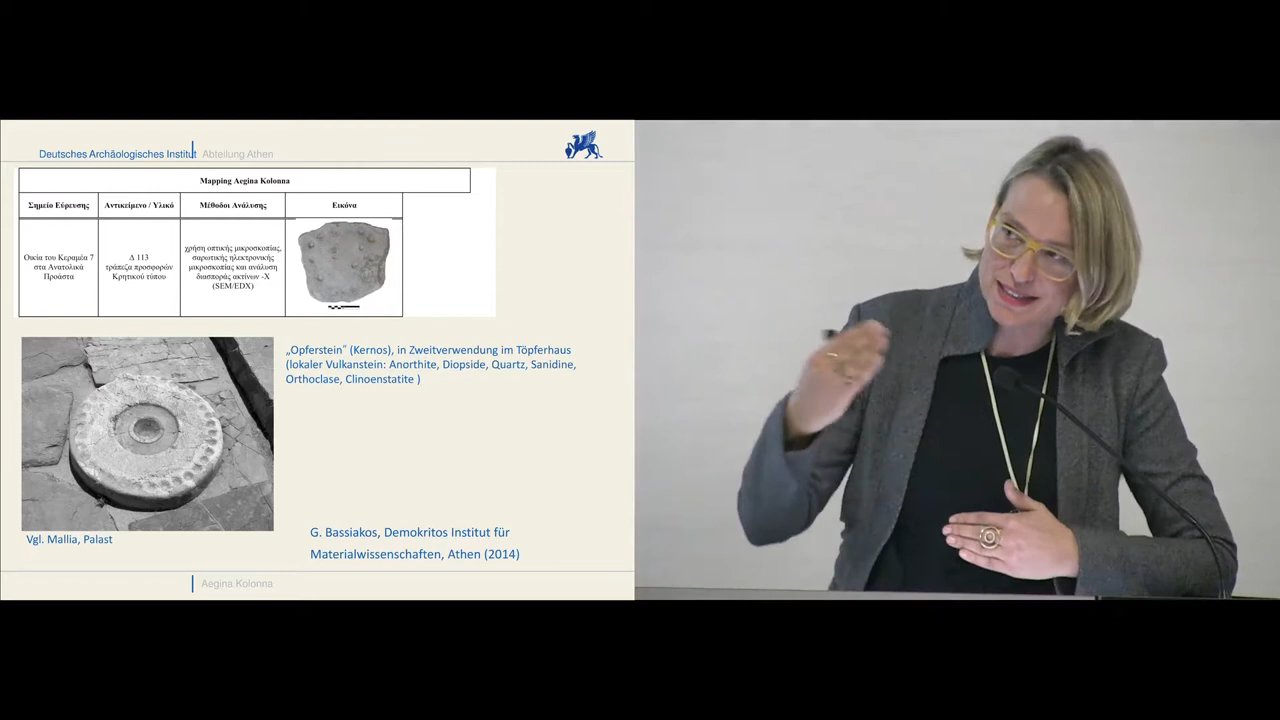 Deutsches Archäologisches Institut Abteilung Athen
Mapping Aegina Kolonna
Σημείο Εύρευσης
Αντικείμενο / Υλικό
Μέθοδοι Ανάλυσης
Εικόνα
Οικία του Κεραμέα 7
στα Ανατολικά
Προάστα
Δ 113
τράπεζα προσφορών
Κρητικού τύπου
χρήση οπτικής μικροσκοπίας,
σαρωτικής ηλεκτρονικής
μικροσκοπίας και ανάλυση
διασποράς ακτίνων -Χ
(SEM/EDX)
„Opferstein“ (Kernos), in Zweitverwendung im Töpferhaus
(lokaler Vulkanstein: Anorthite, Diopside, Quartz, Sanidine,
Orthoclase, Clinoenstatite )
Vgl. Mallia, Palast
G. Bassiakos, Demokritos Institut für
Materialwissenschaften, Athen (2014)
Aegina Kolonna